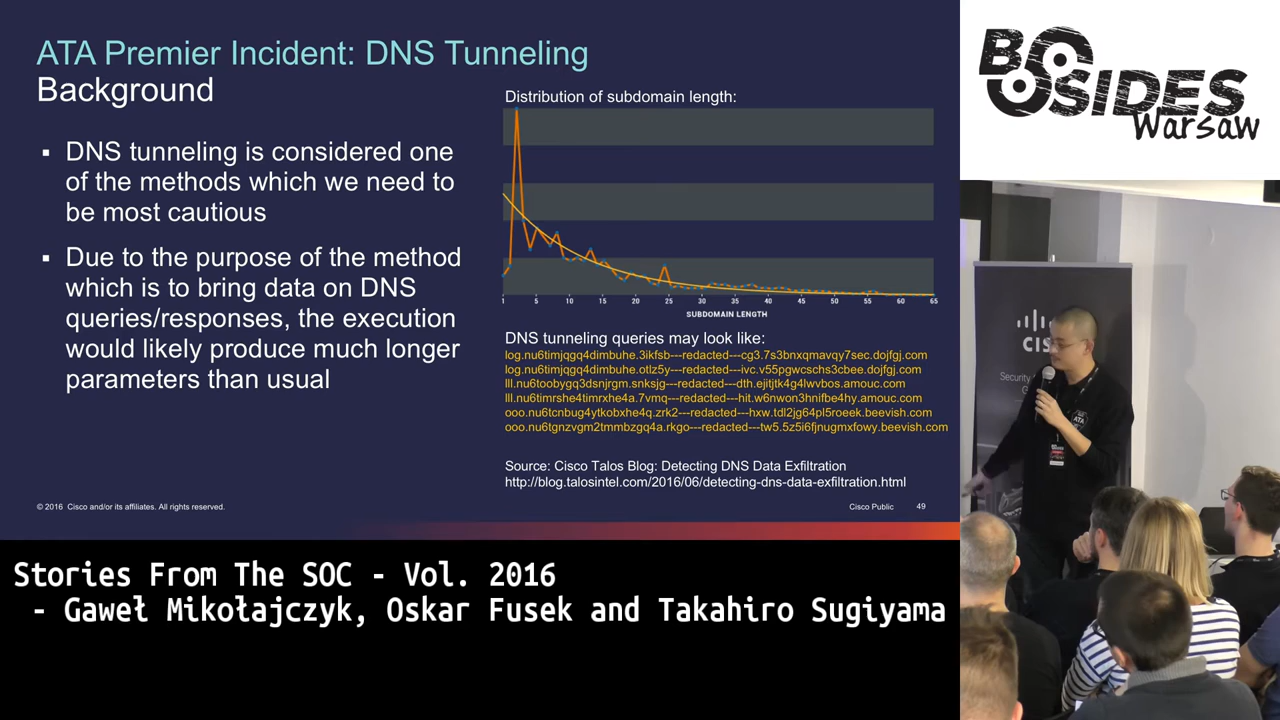 ATA Premier Incident: DNS Tunneling
Background
▪ DNS tunneling is considered one
of the methods which we need to
be most cautious
▪ Due to the purpose of the method
which is to bring data on DNS
queries/responses, the execution
would likely produce much longer
parameters than usual
Distribution of subdomain length:
1 5 10 15 20 25 30 35 40 45 50 55 60 65
SUBDOMAIN LENGTH
DNS tunneling queries may look like:
log.nu6timjqgq4dimbuhe.3ikfsb---redacted---cg3.7s3bnxqmavqy7sec.dojfgj.com
log.nu6timjqgq4dimbuhe.otlz5y---redacted---ivc.v55pgwcschs3cbee.dojfgj.com
lll.nu6toobygq3dsnjrgm.snksjg---redacted---dth.ejitjtk4g4lwvbos.amouc.com
lll.nu6timrshe4timrxhe4a.7vmq---redacted---hit.w6nwon3hnifbe4hy.amouc.com
ooo.nu6tcnbug4ytkobxhe4q.zrk2---redacted---hxw.tdl2jg64pl5roeek.beevish.com
ooo.nu6tgnzvgm2tmmbzgq4a.rkgo---redacted---tw5.5z5i6fjnugmxfowy.beevish.com
Source: Cisco Talos Blog: Detecting DNS Data Exfiltration
http://blog.talosintel.com/2016/06/detecting-dns-data-exfiltration.html
© 2016 Cisco and/or its affiliates. All rights reserved.
Cisco Public 49
BSIDES
Warsaw
Security
ATA
Stories From The SOC - Vol. 2016
- Gaweł Mikołajczyk, Oskar Fusek and Takahiro Sugiyama